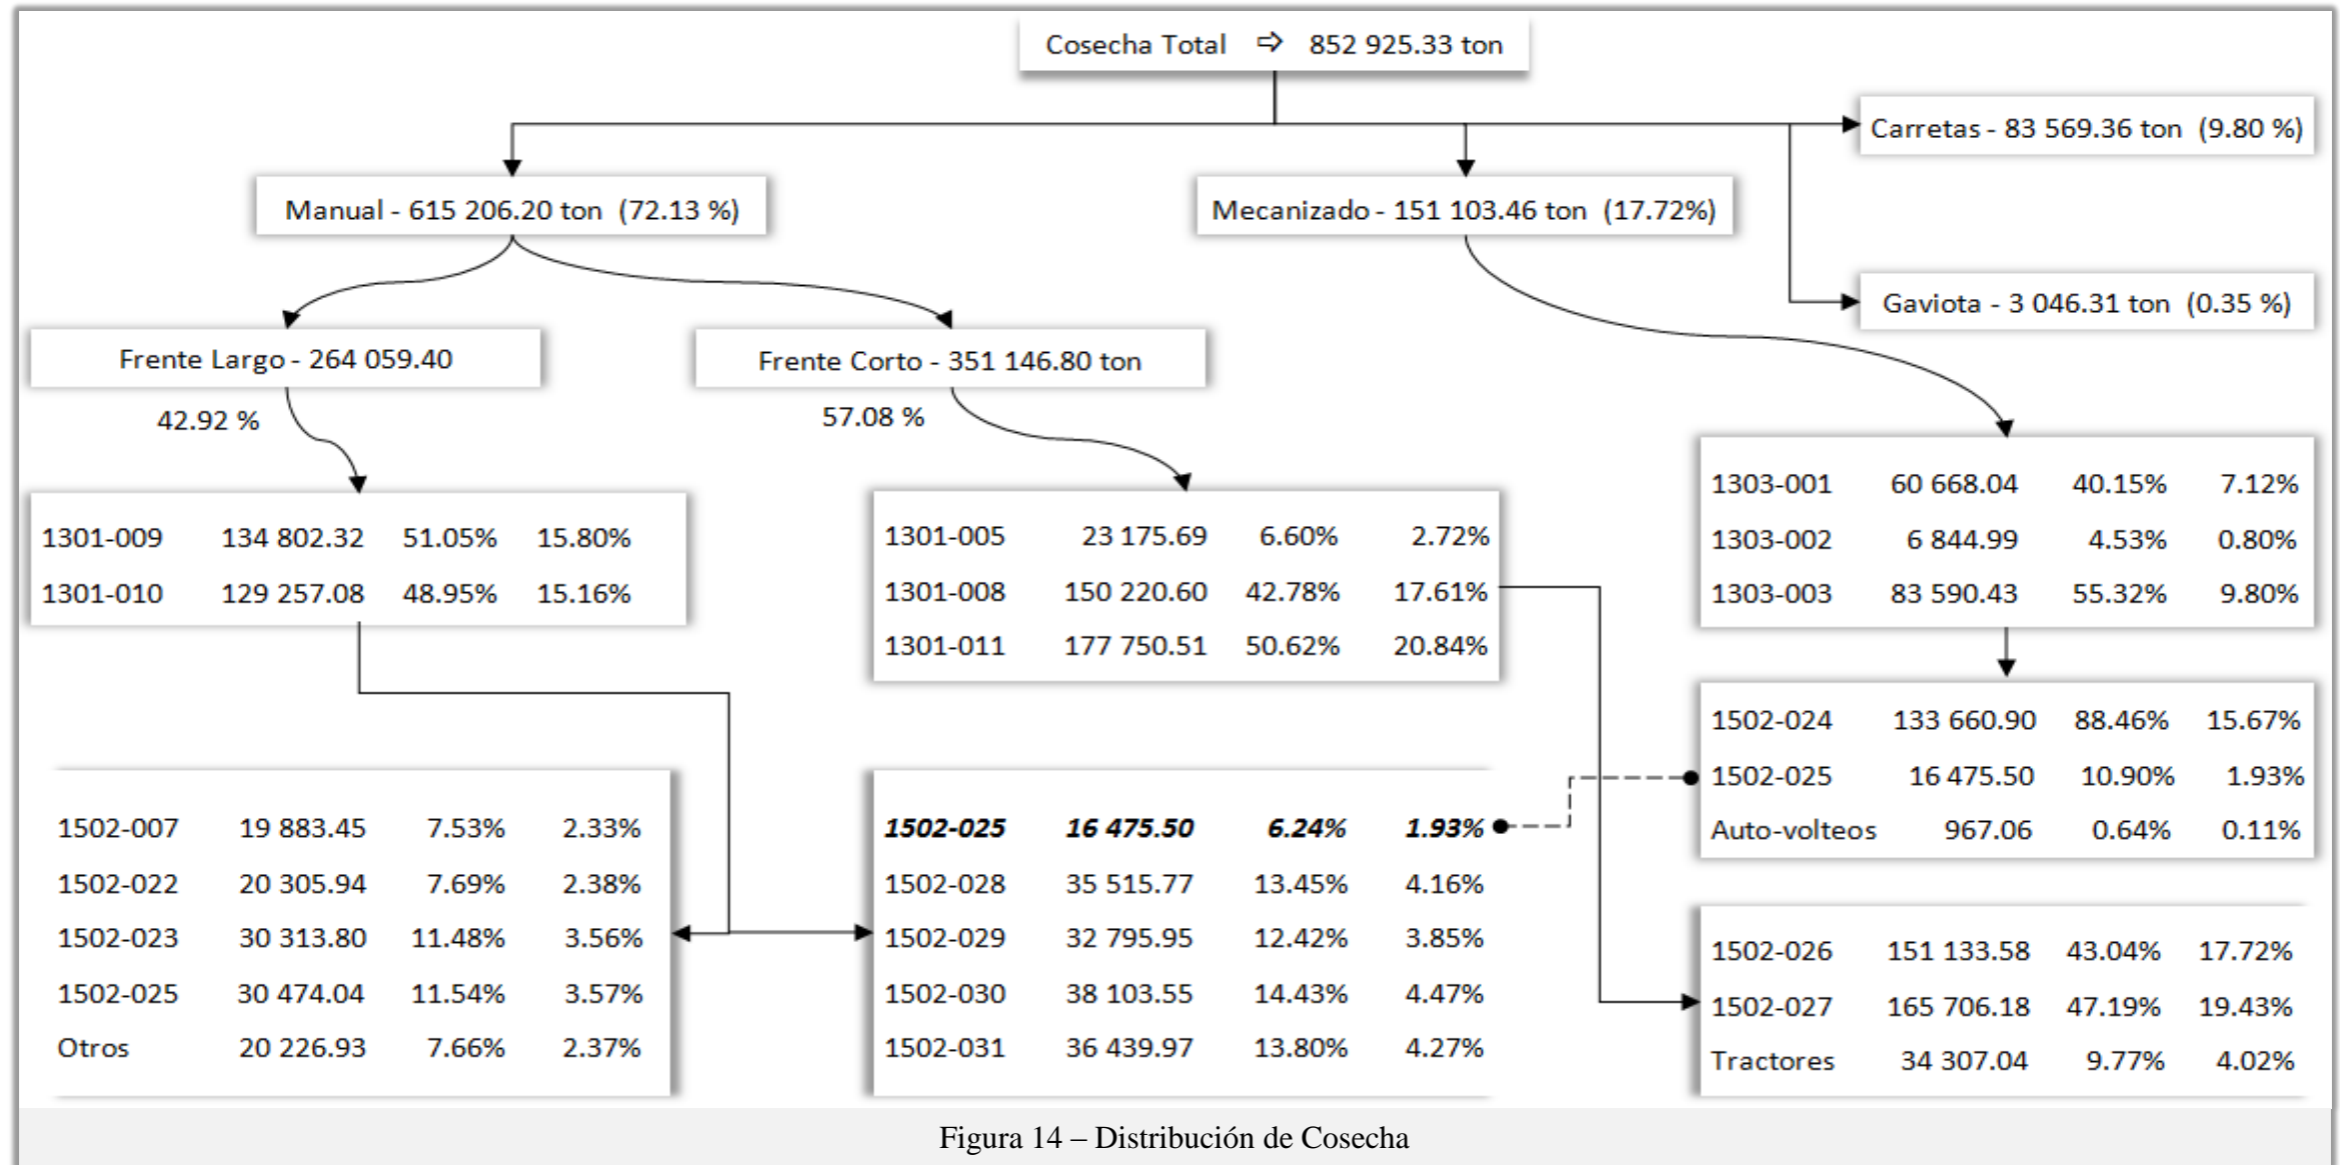 Cosecha Total ⇨ 852 925.33 ton
Carretas - 83 569.36 ton (9.80 %)
Manual - 615 206.20 ton (72.13 %)
Mecanizado - 151 103.46 ton (17.72%)
Gaviota - 3 046.31 ton (0.35 %)
Frente Largo - 264 059.40
Frente Corto - 351 146.80 ton
42.92 %
57.08 %
1301-009 134 802.32 51.05% 15.80%
1301-010 129 257.08 48.95% 15.16%
1301-005 23 175.69 6.60% 2.72%
1301-008 150 220.60 42.78% 17.61%
1301-011 177 750.51 50.62% 20.84%
1303-001 60 668.04 40.15% 7.12%
1303-002 6 844.99 4.53% 0.80%
1303-003 83 590.43 55.32% 9.80%
1502-024 133 660.90 88.46% 15.67%
1502-025 16 475.50 10.90% 1.93%
Auto-volteos 967.06 0.64% 0.11%
1502-007 19 883.45 7.53% 2.33%
1502-022 20 305.94 7.69% 2.38%
1502-023 30 313.80 11.48% 3.56%
1502-025 30 474.04 11.54% 3.57%
Otros 20 226.93 7.66% 2.37%
1502-025 16 475.50 6.24% 1.93%
1502-028 35 515.77 13.45% 4.16%
1502-029 32 795.95 12.42% 3.85%
1502-030 38 103.55 14.43% 4.47%
1502-031 36 439.97 13.80% 4.27%
1502-026 151 133.58 43.04% 17.72%
1502-027 165 706.18 47.19% 19.43%
Tractores 34 307.04 9.77% 4.02%
Figura 14 – Distribución de Cosecha